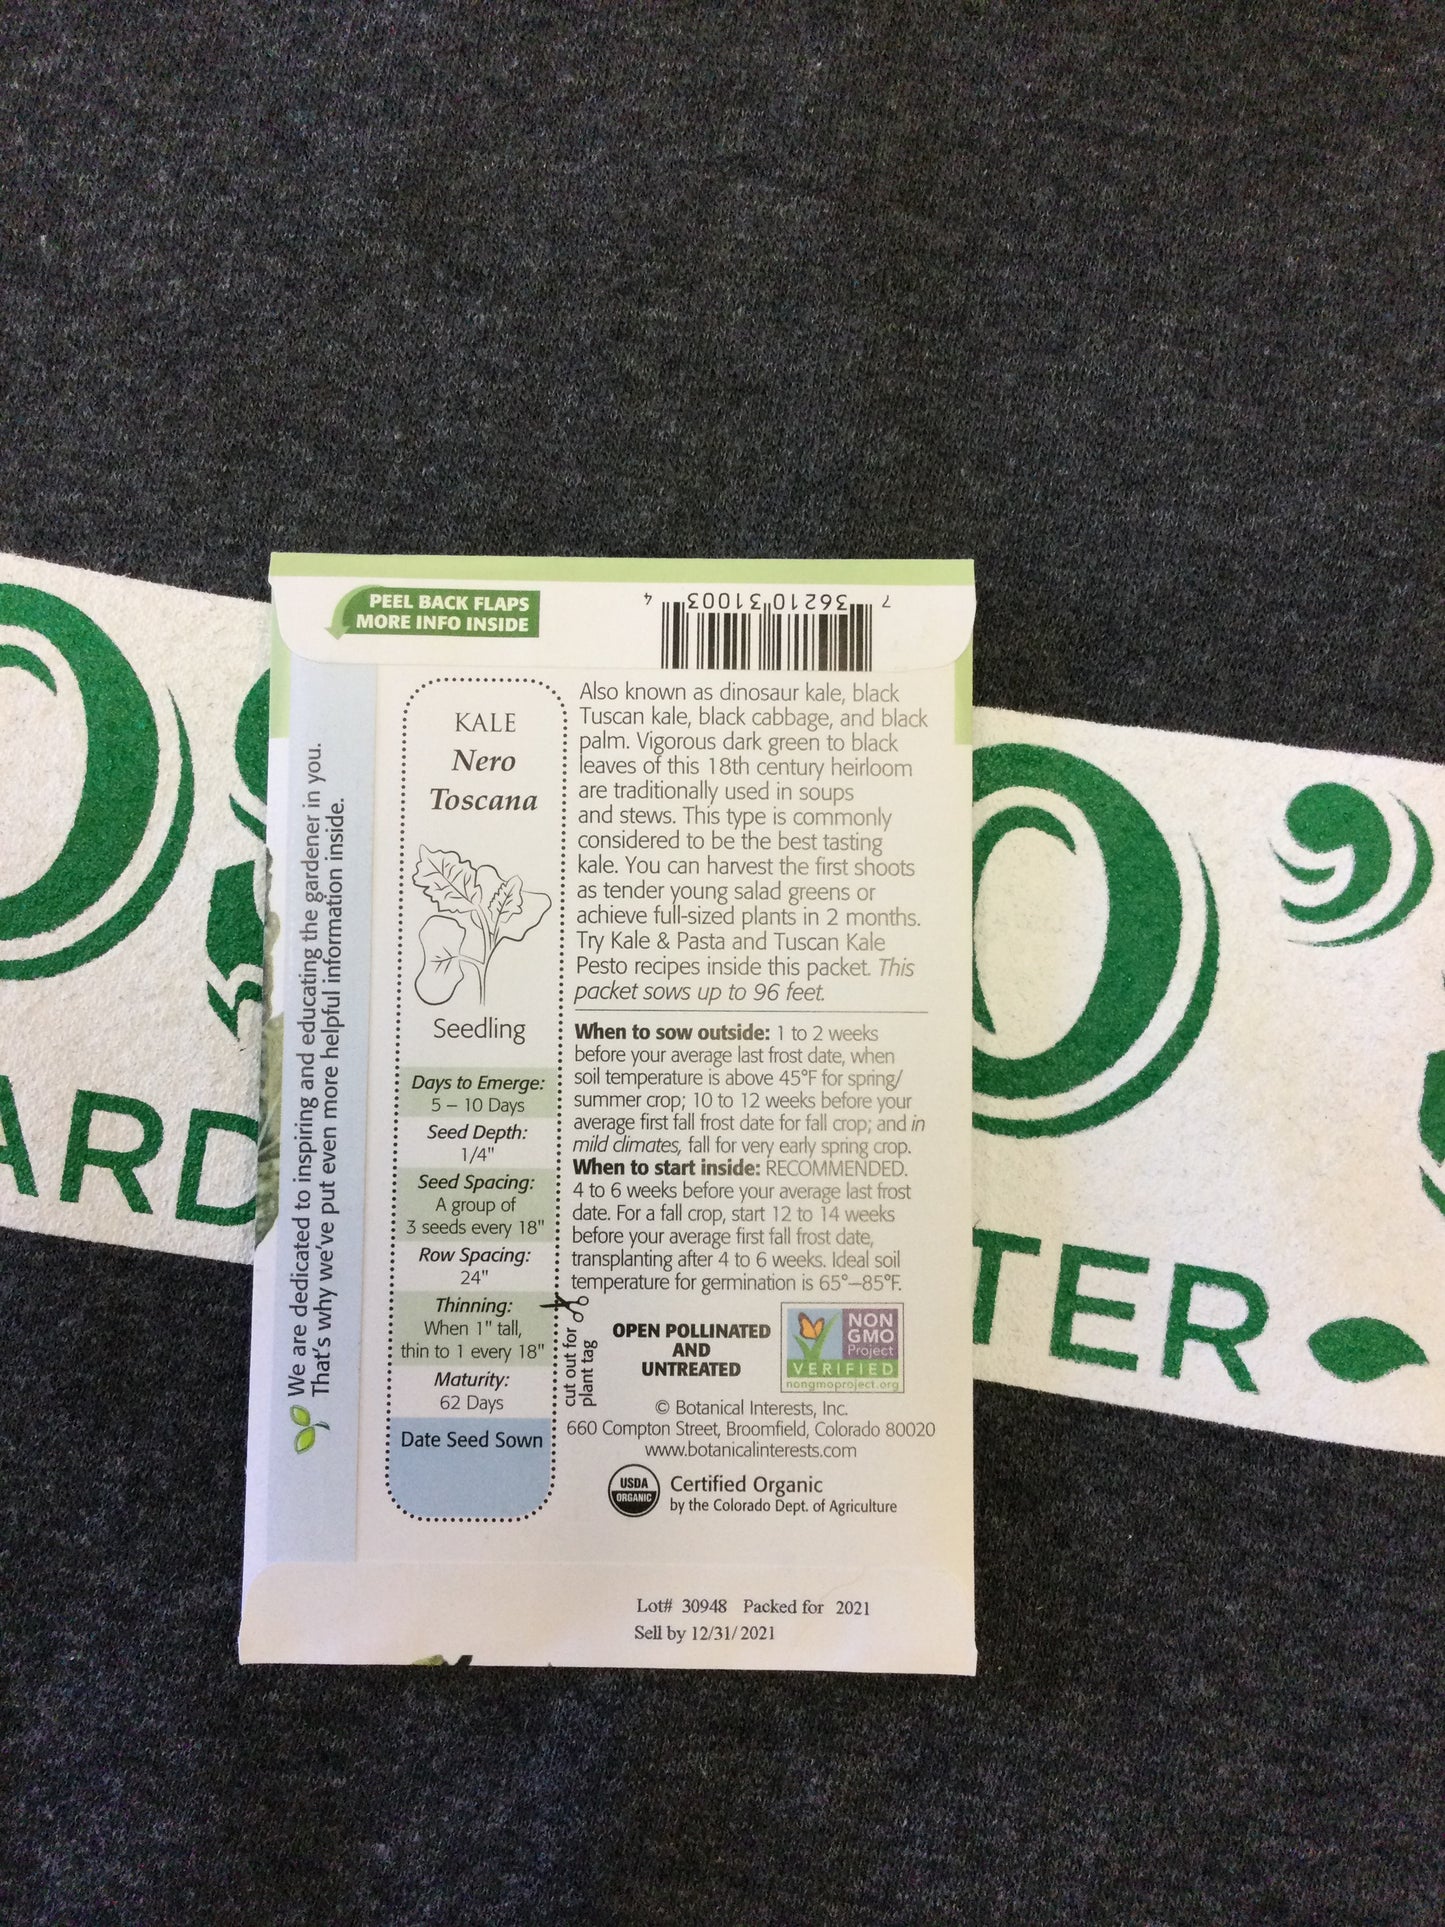 PEEL BACK FLAPS
MORE INFO INSIDE
7 36210 31003 4
We are dedicated to inspiring and educating the gardener in you.
That's why we've put even more helpful information inside.
KALE
Nero
Toscana
Seedling
Days to Emerge:
5 – 10 Days
Seed Depth:
1/4"
Seed Spacing:
A group of
3 seeds every 18"
Row Spacing:
24"
Thinning:
When 1" tall,
thin to 1 every 18"
Maturity:
62 Days
Date Seed Sown
cut out for
plant tag
Also known as dinosaur kale, black
Tuscan kale, black cabbage, and black
palm. Vigorous dark green to black
leaves of this 18th century heirloom
are traditionally used in soups
and stews. This type is commonly
considered to be the best tasting
kale. You can harvest the first shoots
as tender young salad greens or
achieve full-sized plants in 2 months.
Try Kale & Pasta and Tuscan Kale
Pesto recipes inside this packet. This
packet sows up to 96 feet.
When to sow outside: 1 to 2 weeks
before your average last frost date, when
soil temperature is above 45°F for spring/
summer crop; 10 to 12 weeks before your
average first fall frost date for fall crop; and in
mild climates, fall for very early spring crop.
When to start inside: RECOMMENDED.
4 to 6 weeks before your average last frost
date. For a fall crop, start 12 to 14 weeks
before your average first fall frost date,
transplanting after 4 to 6 weeks. Ideal soil
temperature for germination is 65°–85°F.
OPEN POLLINATED
AND
UNTREATED
NON
GMO
Project
VERIFIED
nongmoproject.org
© Botanical Interests, Inc.
660 Compton Street, Broomfield, Colorado 80020
www.botanicalinterests.com
USDA
ORGANIC
Certified Organic
by the Colorado Dept. of Agriculture
Lot# 30948 Packed for 2021
Sell by 12/31/2021
O'
ARD
TER